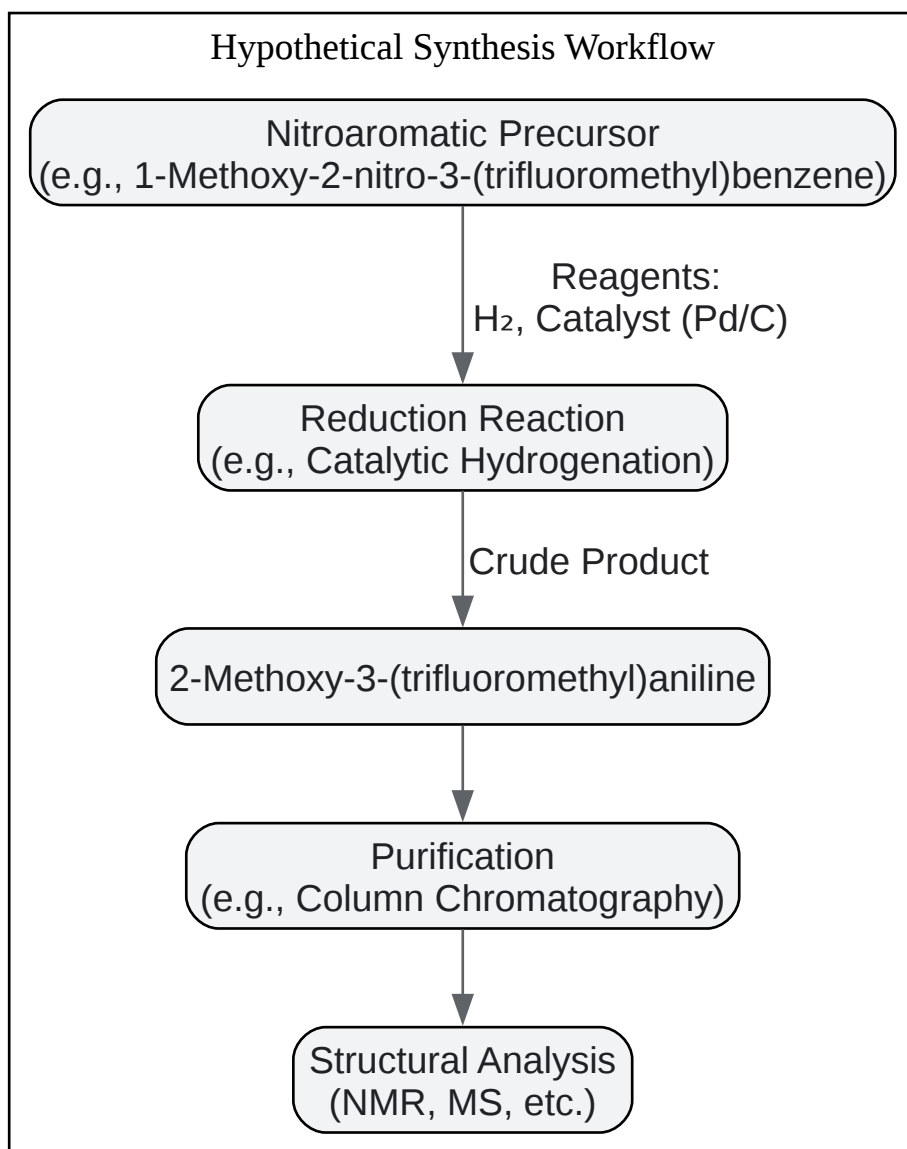 Hypothetical Synthesis Workflow
Nitroaromatic Precursor
(e.g., 1-Methoxy-2-nitro-3-(trifluoromethyl)benzene)
Reagents:
H₂, Catalyst (Pd/C)
Reduction Reaction
(e.g., Catalytic Hydrogenation)
Crude Product
2-Methoxy-3-(trifluoromethyl)aniline
Purification
(e.g., Column Chromatography)
Structural Analysis
(NMR, MS, etc.)